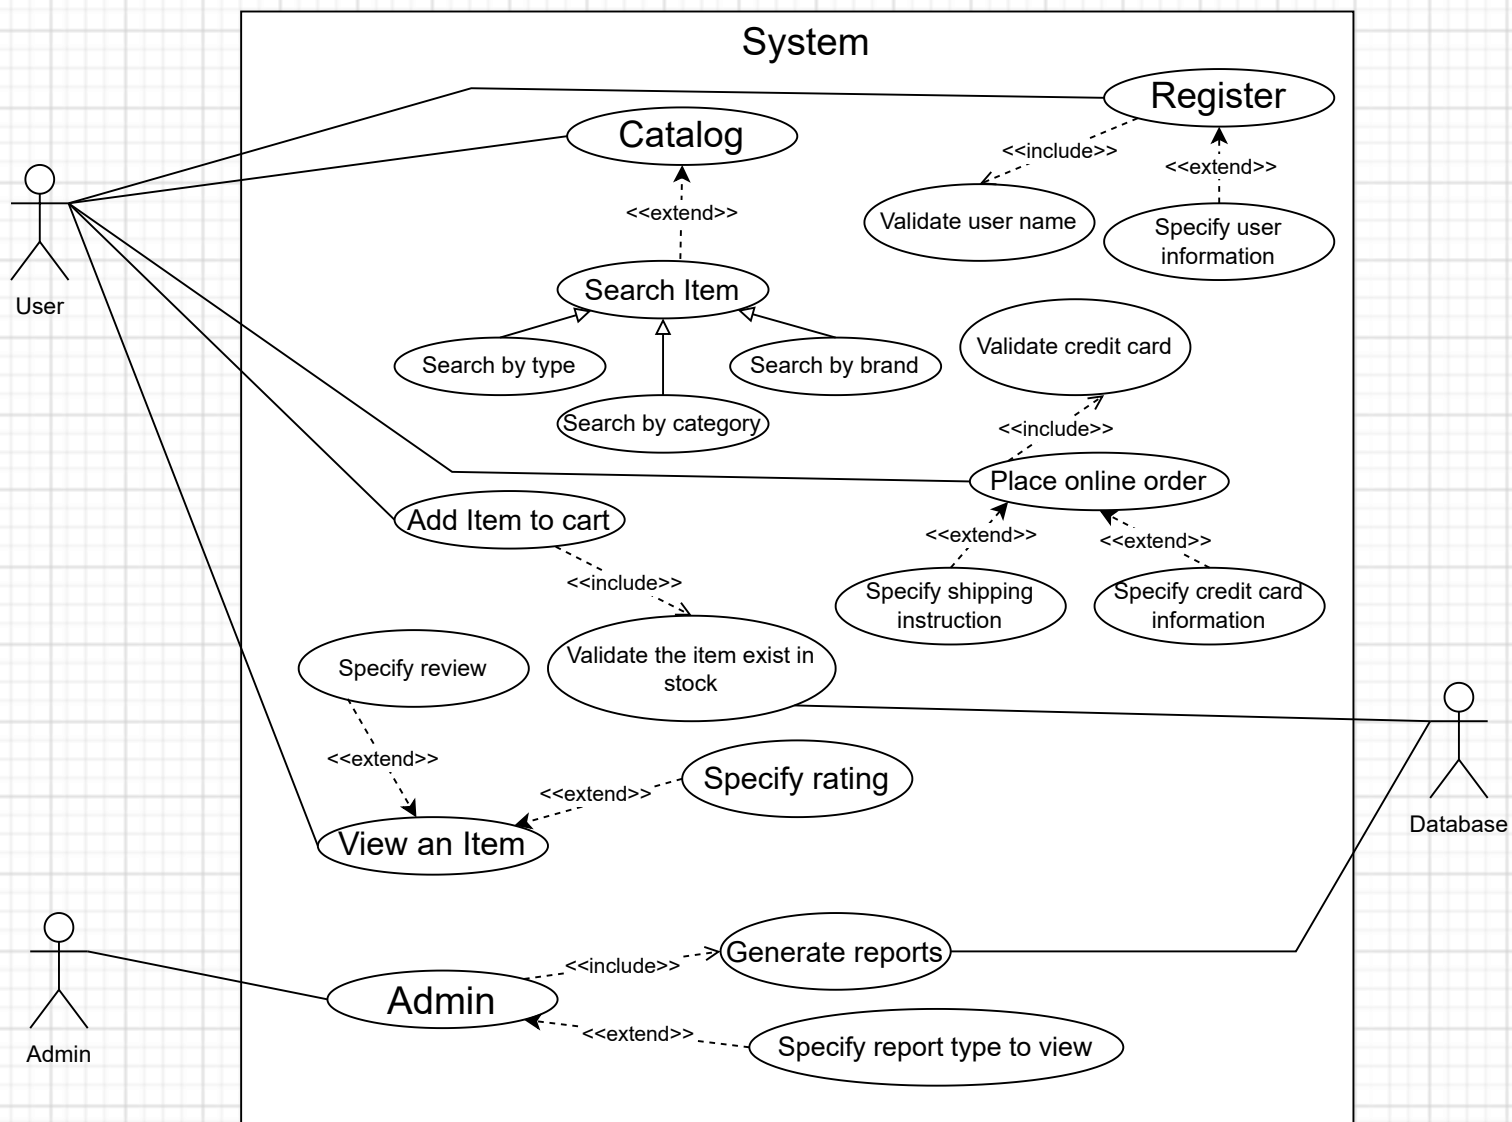 System
Register
Catalog
<<include>>
<<extend>>
<<extend>>
Validate user name
Specify user
information
User
Search Item
Search by type
Search by brand
Search by category
Validate credit card
<<include>>
Place online order
Add Item to cart
<<extend>>
<<extend>>
<<include>>
Specify shipping
instruction
Specify credit card
information
Specify review
Validate the item exist in
stock
<<extend>>
Specify rating
<<extend>>
Database
View an Item
Generate reports
<<include>>
Admin
<<extend>>
Specify report type to view
Admin